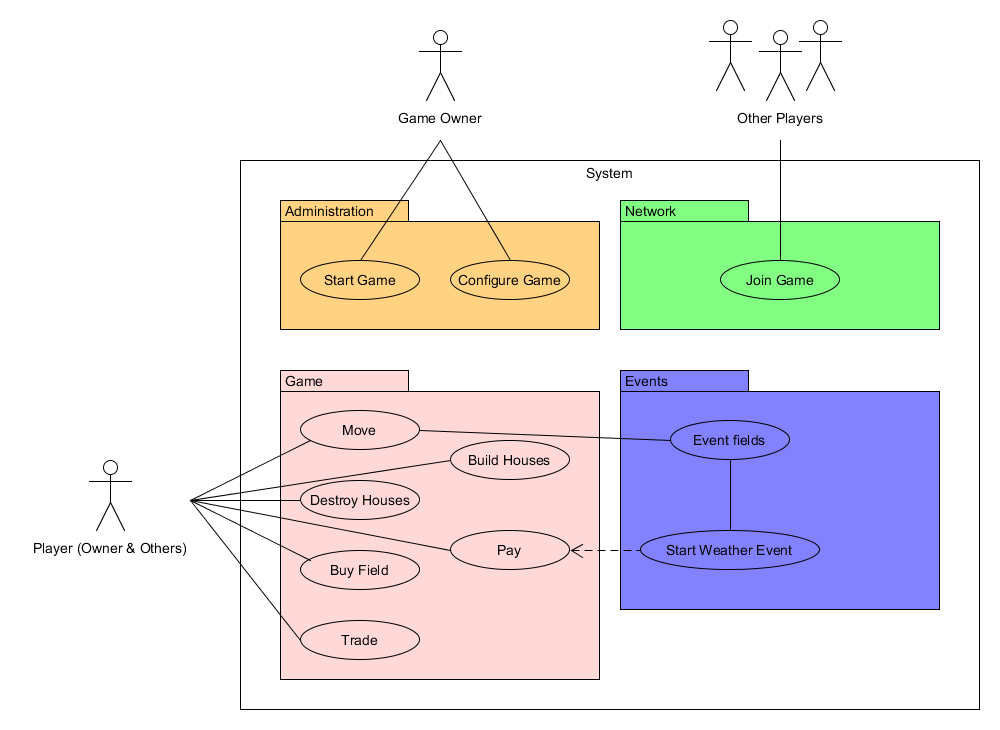 Game Owner
Other Players
System
Administration
Network
Start Game
Configure Game
Join Game
Game
Events
Move
Event fields
Build Houses
Destroy Houses
Player (Owner & Others)
Pay
Start Weather Event
Buy Field
Trade